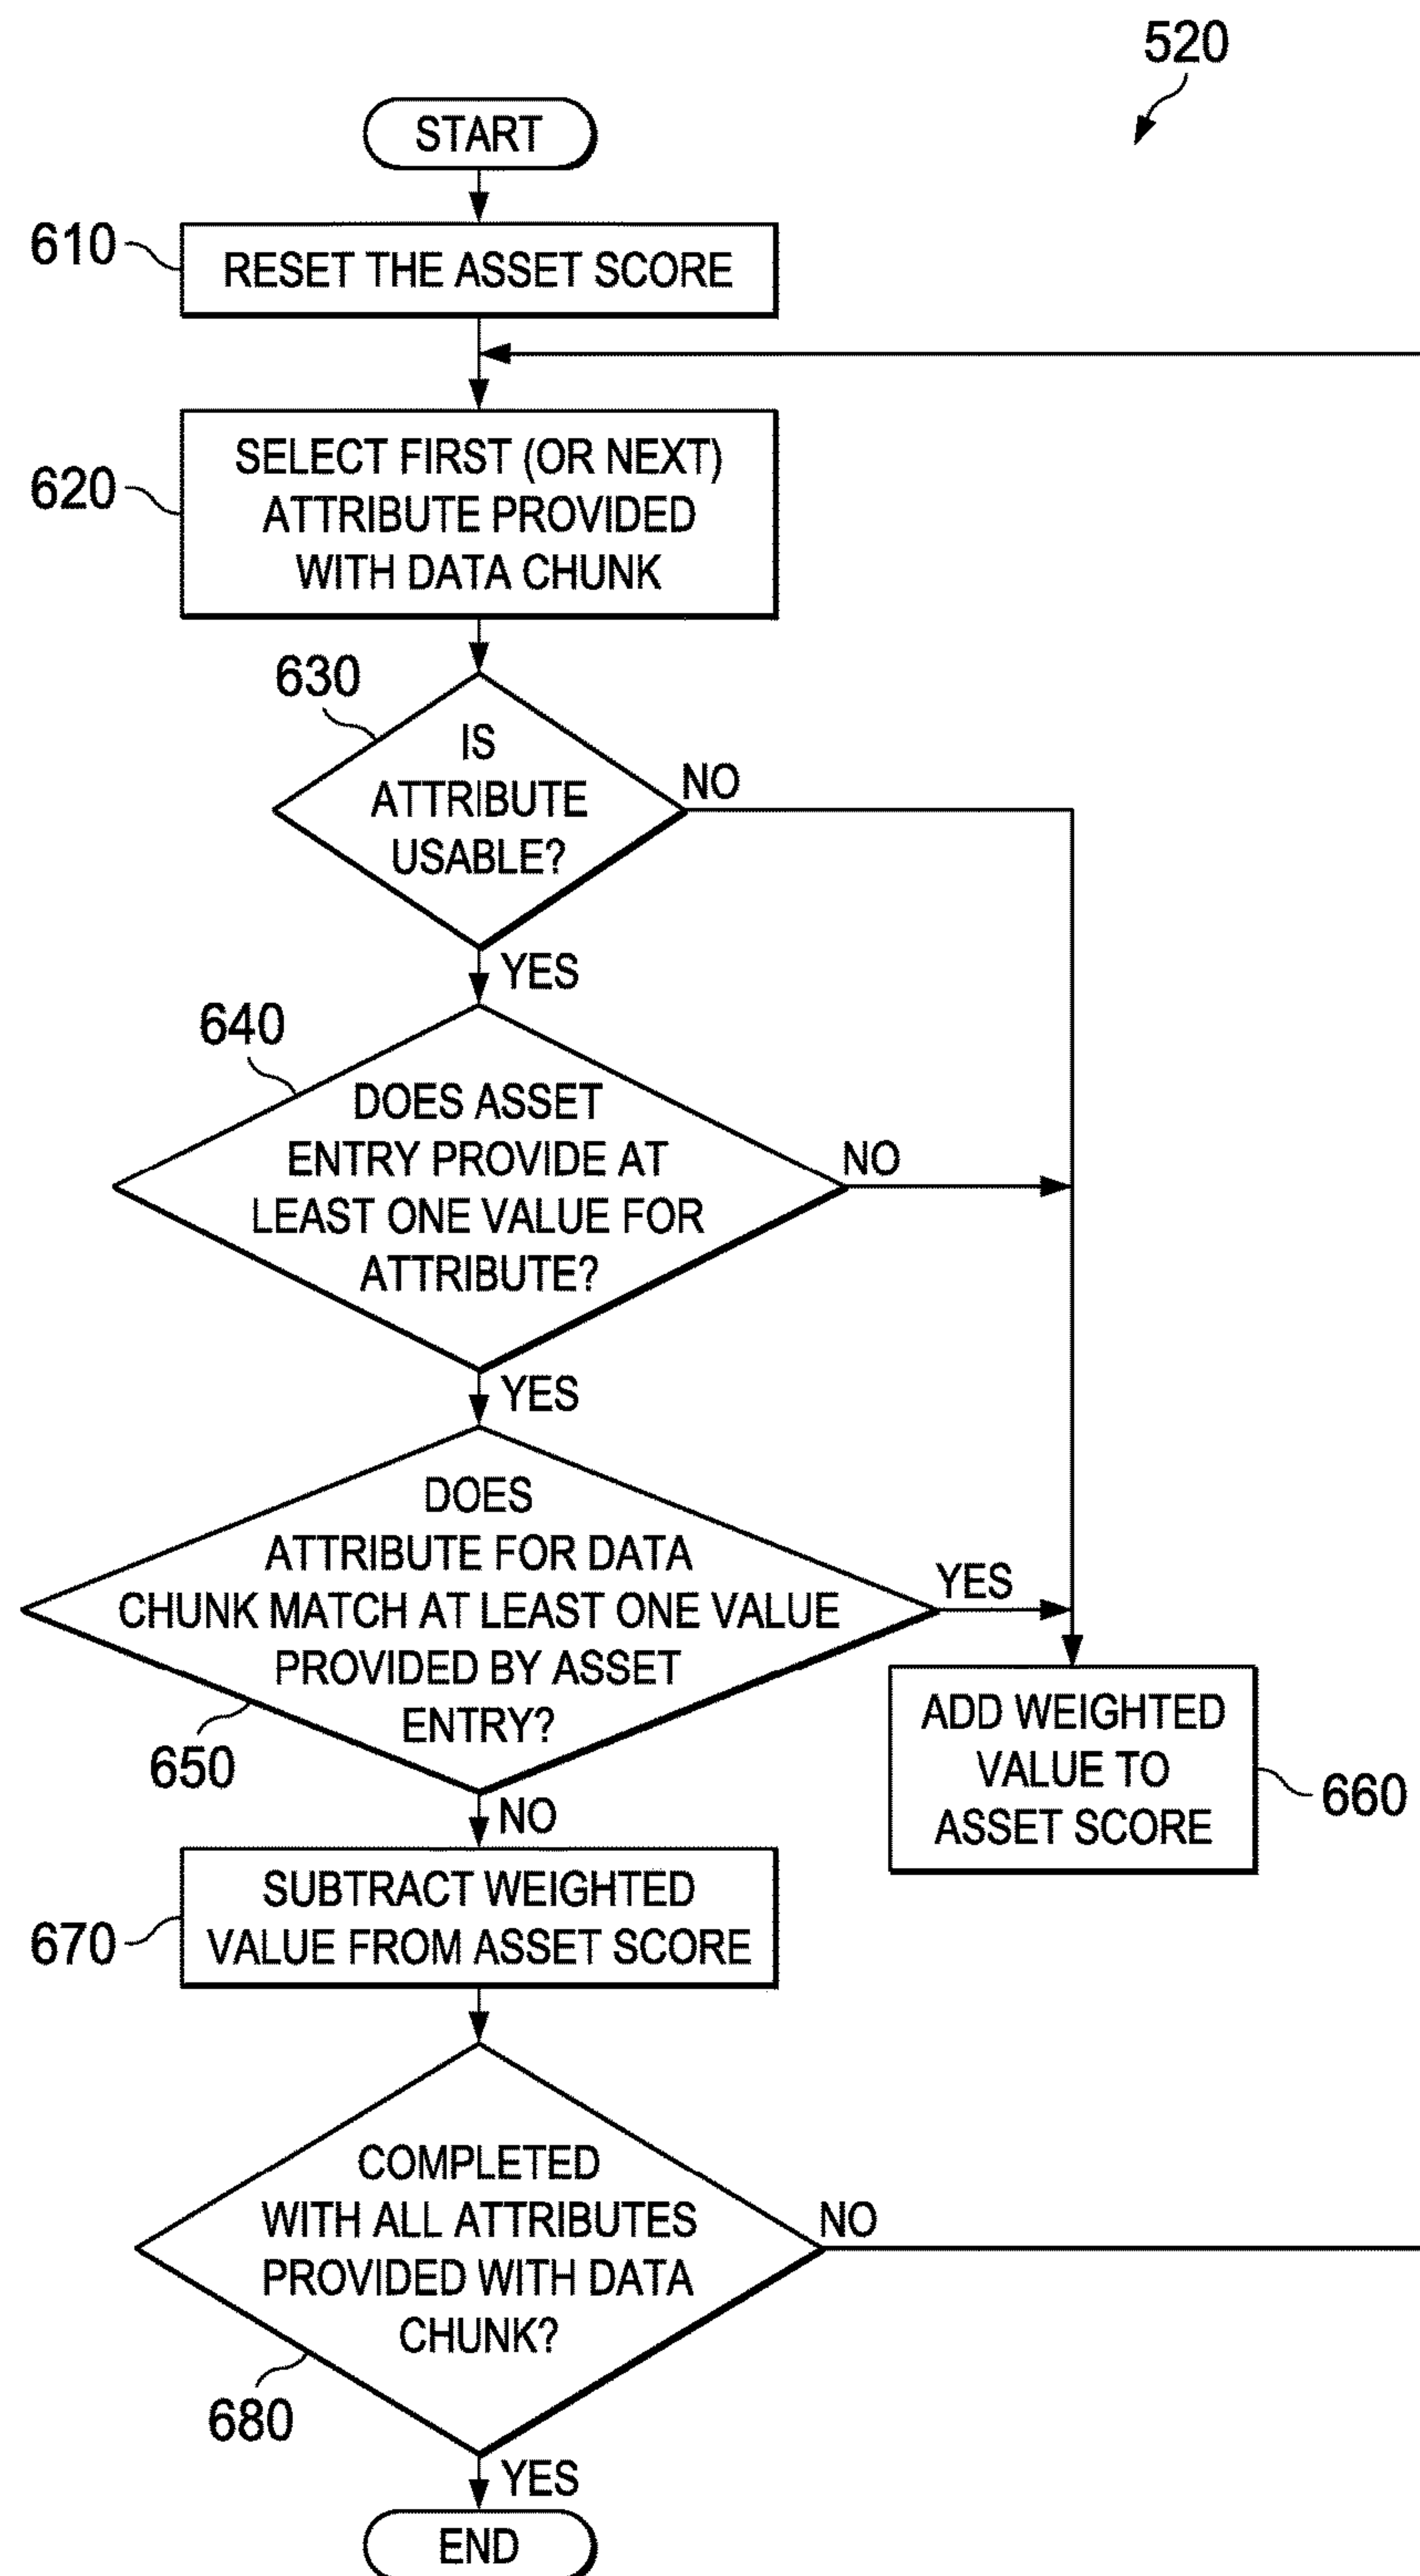 520
START
610
RESET THE ASSET SCORE
620
SELECT FIRST (OR NEXT)
ATTRIBUTE PROVIDED
WITH DATA CHUNK
630
IS
ATTRIBUTE
USABLE?
NO
YES
640
DOES ASSET
ENTRY PROVIDE AT
LEAST ONE VALUE FOR
ATTRIBUTE?
NO
YES
DOES
ATTRIBUTE FOR DATA
CHUNK MATCH AT LEAST ONE VALUE
PROVIDED BY ASSET
ENTRY?
650
YES
NO
ADD WEIGHTED
VALUE TO
ASSET SCORE
660
SUBTRACT WEIGHTED
VALUE FROM ASSET SCORE
670
COMPLETED
WITH ALL ATTRIBUTES
PROVIDED WITH DATA
CHUNK?
NO
680
YES
END